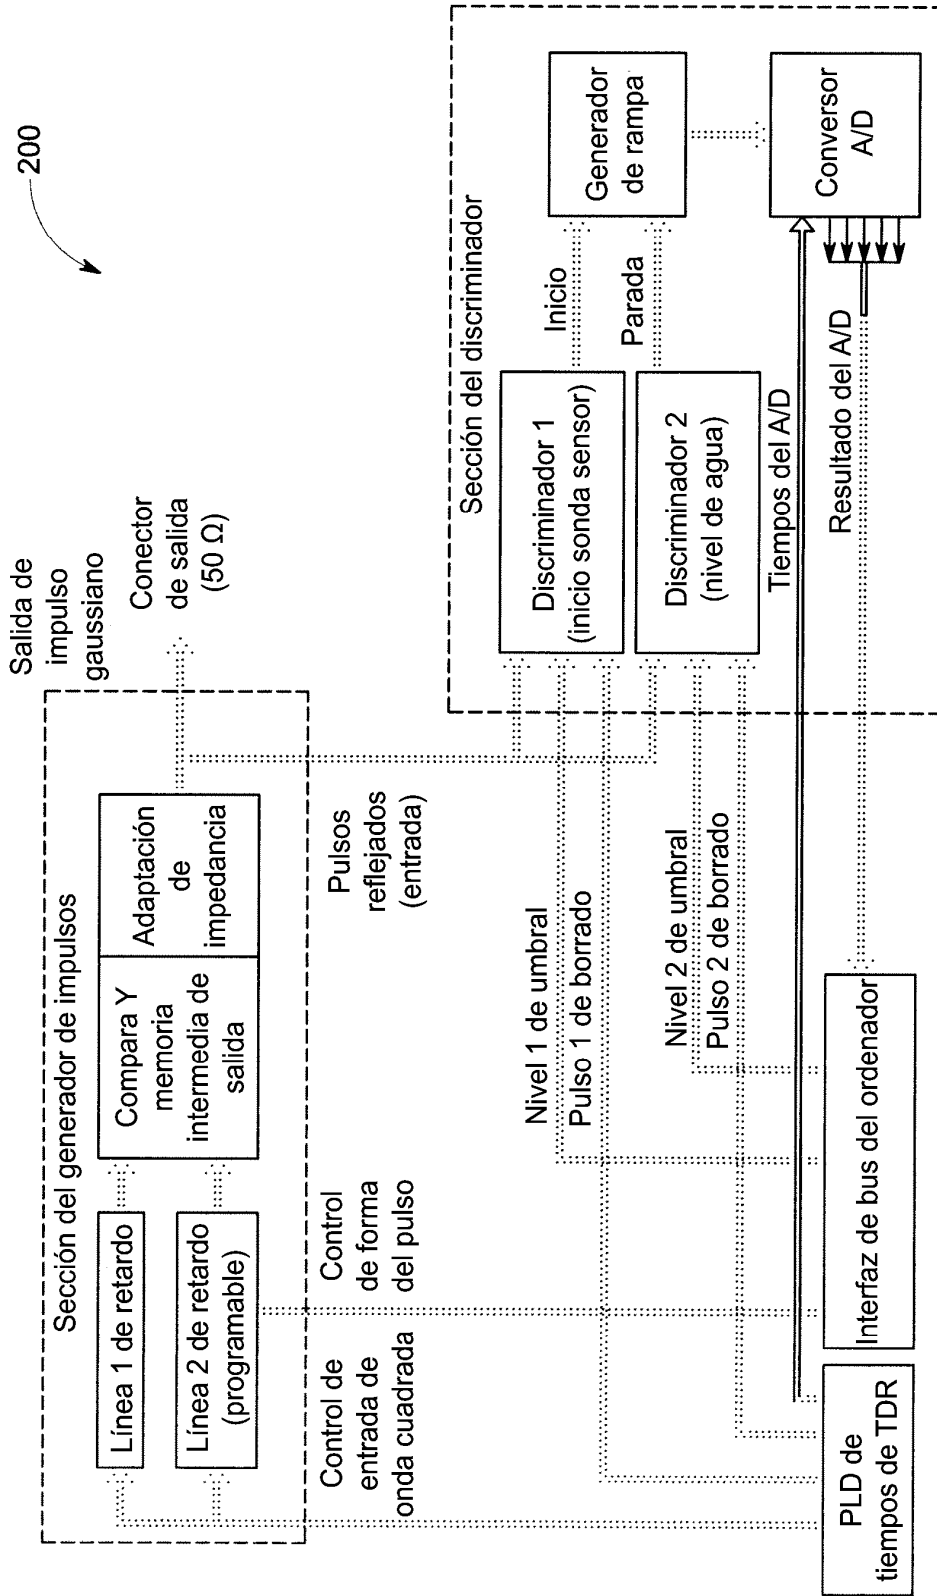 200
Sección del generador de impulsos
Línea 1 de retardo
Línea 2 de retardo
(programable)
Compara Y
memoria
intermedia de
salida
Adaptación
de
impedancia
Salida de
impulso
gaussiano
Conector
de salida
(50 Ω)
Control de
entrada de
onda cuadrada
Control
de forma
del pulso
Pulsos
reflejados
(entrada)
Sección del discriminador
Nivel 1 de umbral
Pulso 1 de borrado
Discriminador 1
(inicio sonda sensor)
Inicio
Generador
de rampa
Nivel 2 de umbral
Pulso 2 de borrado
Discriminador 2
(nivel de agua)
Parada
Tiempos del A/D
Conversor
A/D
Resultado del A/D
PLD de
tiempos de TDR
Interfaz de bus del ordenador